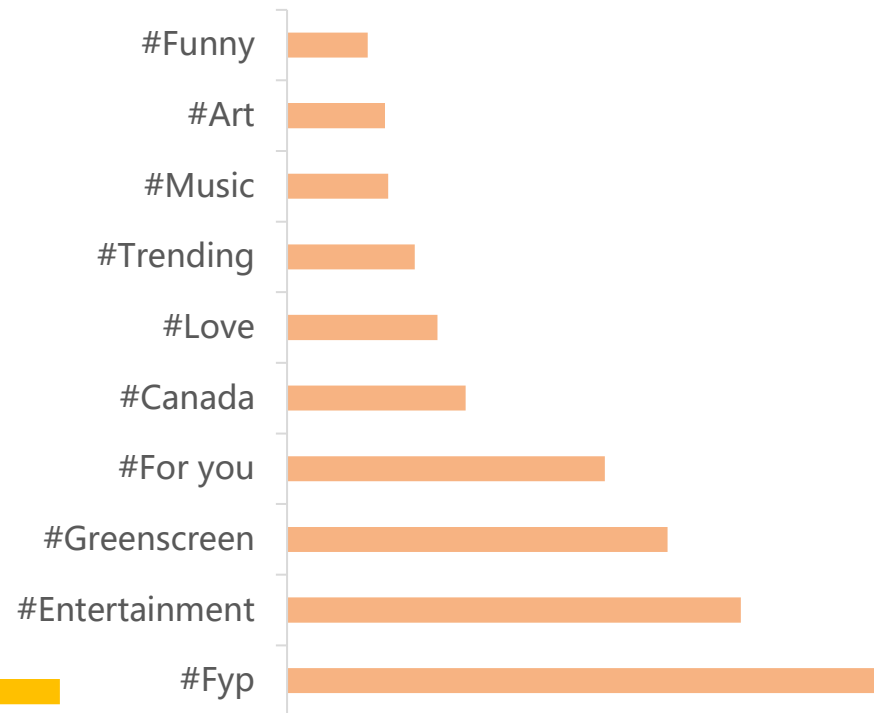 #Funny
#Art
#Music
#Trending
#Love
#Canada
#For you
#Greenscreen
#Entertainment
#Fyp